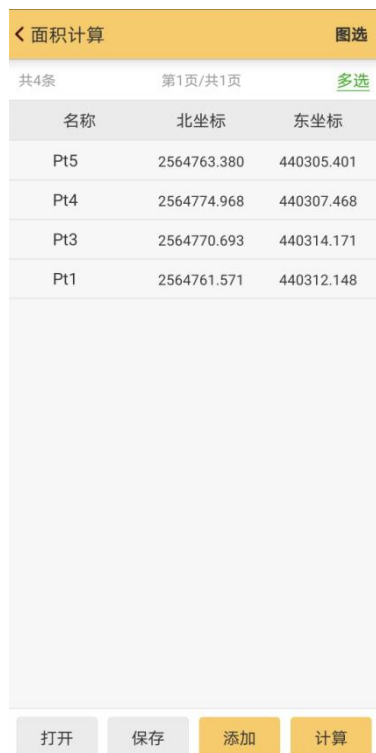 面积计算 图选
共4条 第1页/共1页 多选
名称 北坐标 东坐标
Pt5 2564763.380 440305.401
Pt4 2564774.968 440307.468
Pt3 2564770.693 440314.171
Pt1 2564761.571 440312.148
打开 保存 添加 计算